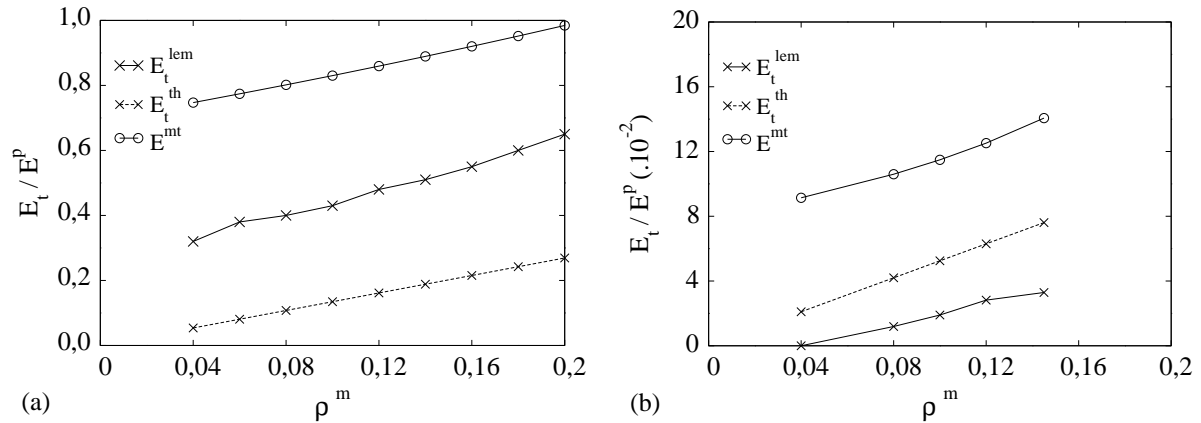 1,0
0,8
0,6
0,4
0,2
0,0
E_t / E^p
E_t^lem
E_t^th
E^mt
0 0,04 0,08 0,12 0,16 0,2
(a)
ρ^m
20
16
12
8
4
0
E_t / E^p (.10^-2)
E_t^lem
E_t^th
E^mt
0 0,04 0,08 0,12 0,16 0,2
(b)
ρ^m